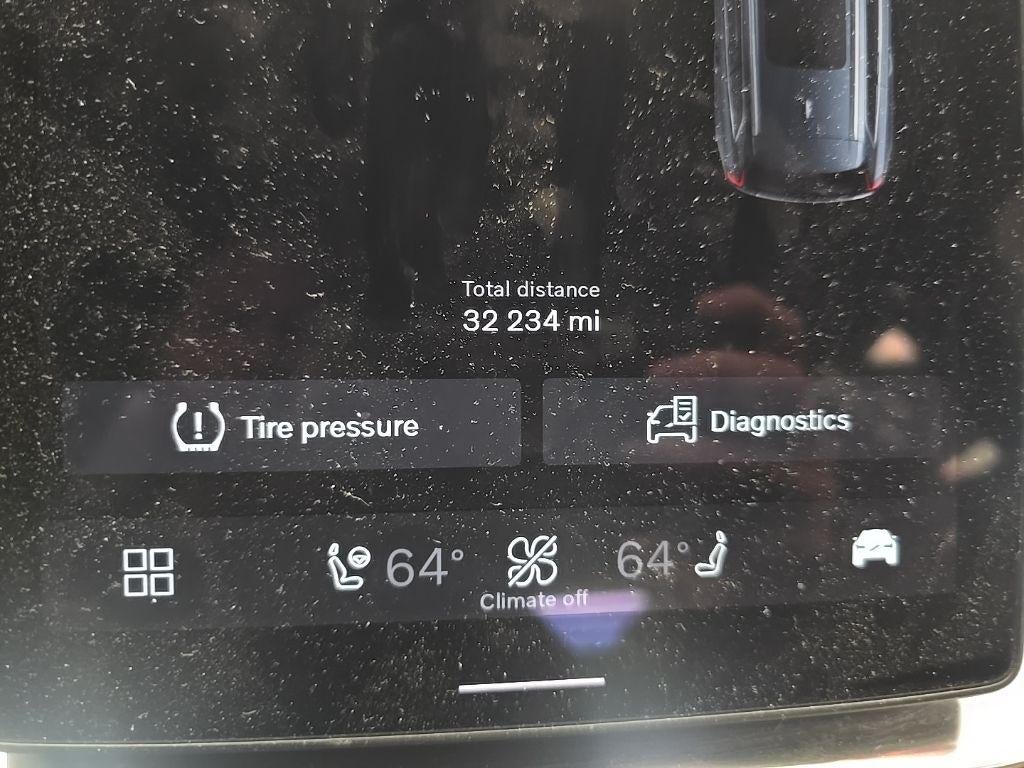 Total distance
32 234 mi
Tire pressure
Diagnostics
64°
64°
Climate off